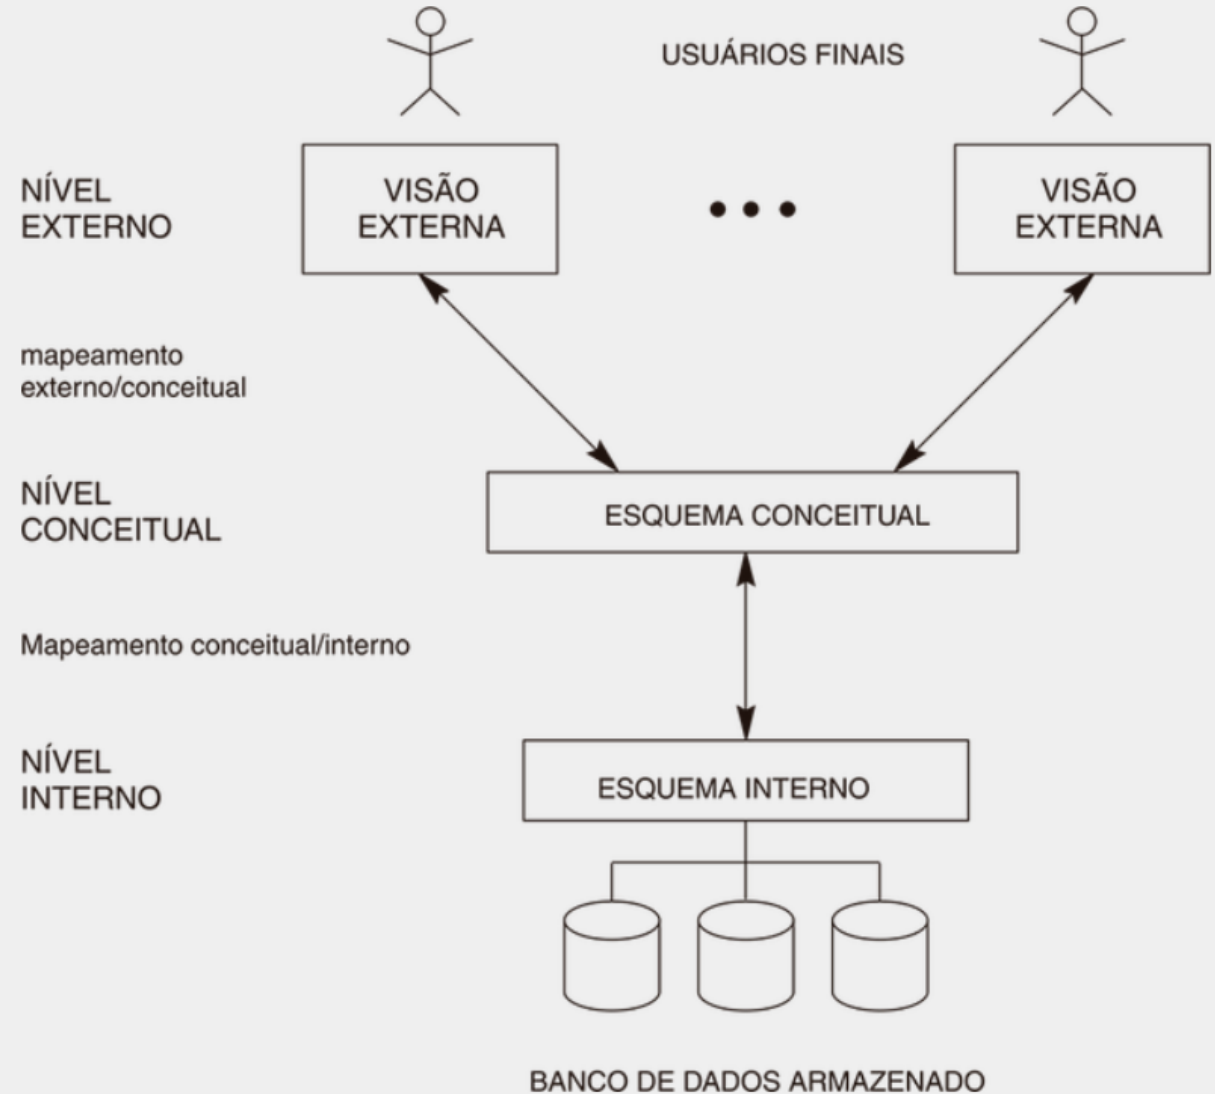 USUÁRIOS FINAIS
NÍVEL
EXTERNO
VISÃO
EXTERNA
VISÃO
EXTERNA
mapeamento
externo/conceitual
NÍVEL
CONCEITUAL
ESQUEMA CONCEITUAL
Mapeamento conceitual/interno
NÍVEL
INTERNO
ESQUEMA INTERNO
BANCO DE DADOS ARMAZENADO